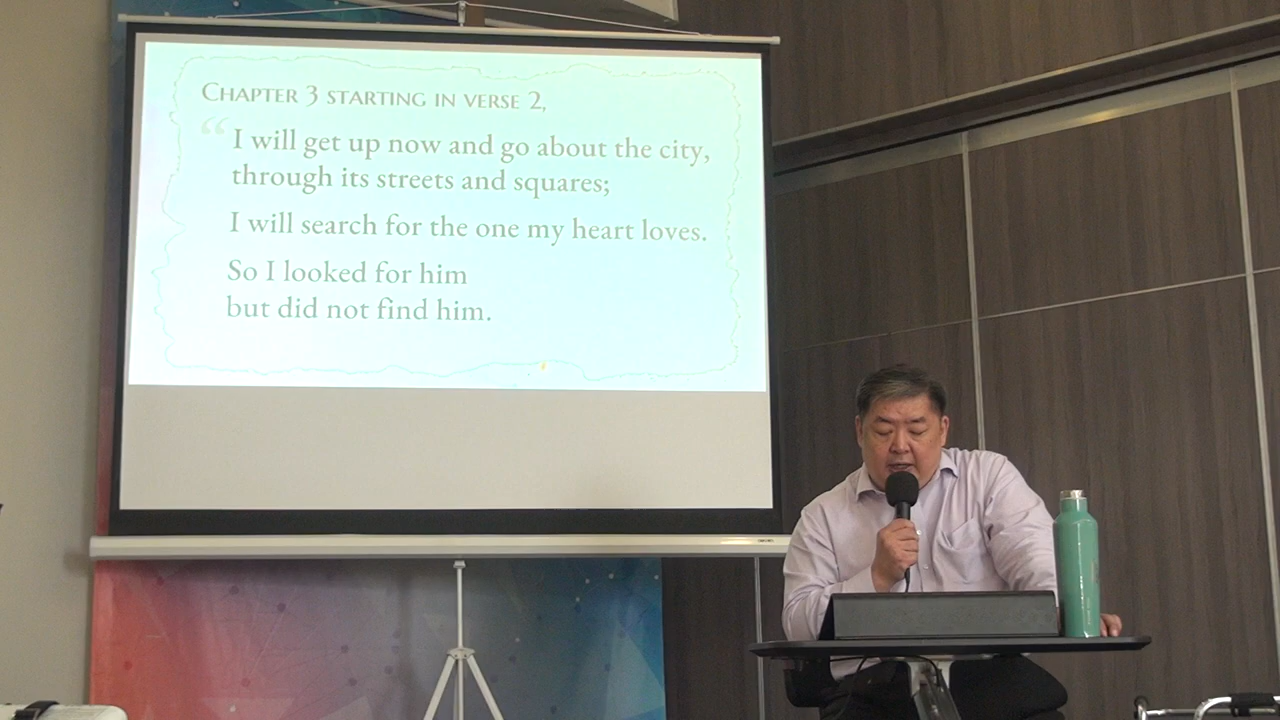 Chapter 3 starting in verse 2,
“I will get up now and go about the city,
through its streets and squares;
I will search for the one my heart loves.
So I looked for him
but did not find him.